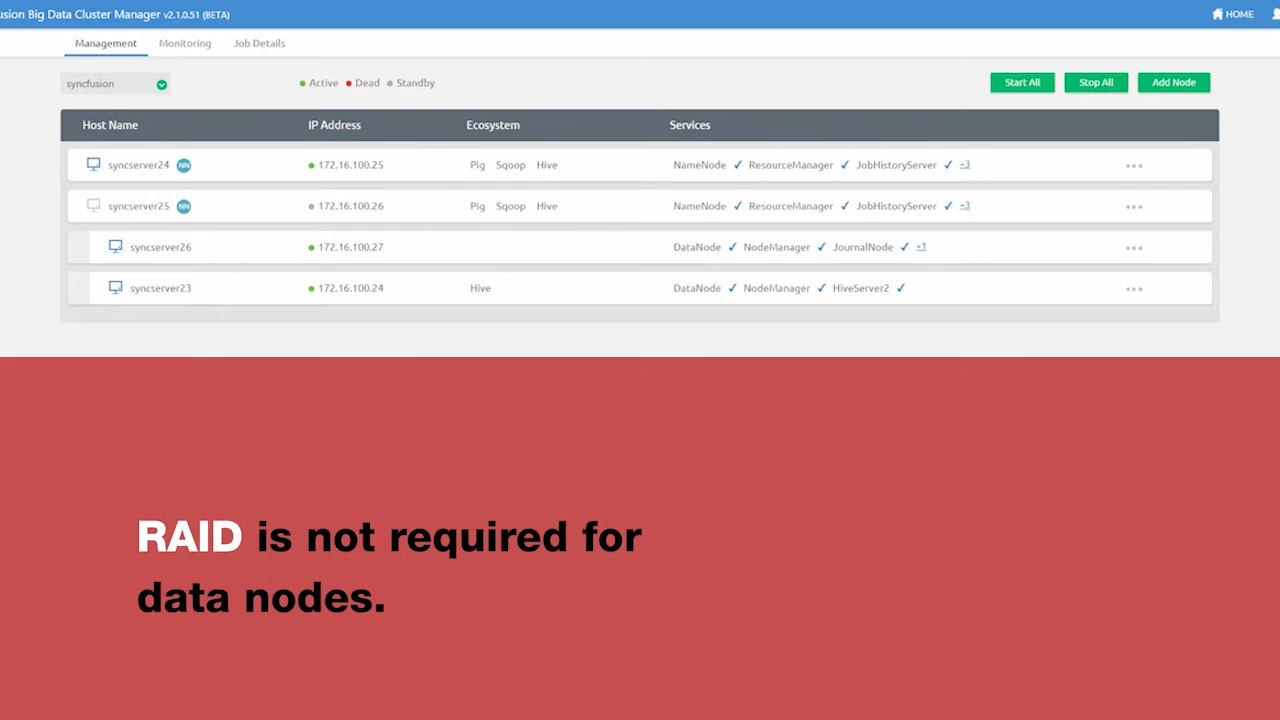 usion Big Data Cluster Manager v2.1.0.51 (BETA) HOME
Management Monitoring Job Details
syncfusion Active Dead Standby Start All Stop All Add Node
Host Name IP Address Ecosystem Services
syncserver24 NN 172.16.100.25 Pig Sqoop Hive NameNode ✓ ResourceManager ✓ JobHistoryServer ✓ +3
syncserver25 NN 172.16.100.26 Pig Sqoop Hive NameNode ✓ ResourceManager ✓ JobHistoryServer ✓ +3
syncserver26 172.16.100.27 DataNode ✓ NodeManager ✓ JournalNode ✓ +1
syncserver23 172.16.100.24 Hive DataNode ✓ NodeManager ✓ HiveServer2 ✓
RAID is not required for
data nodes.